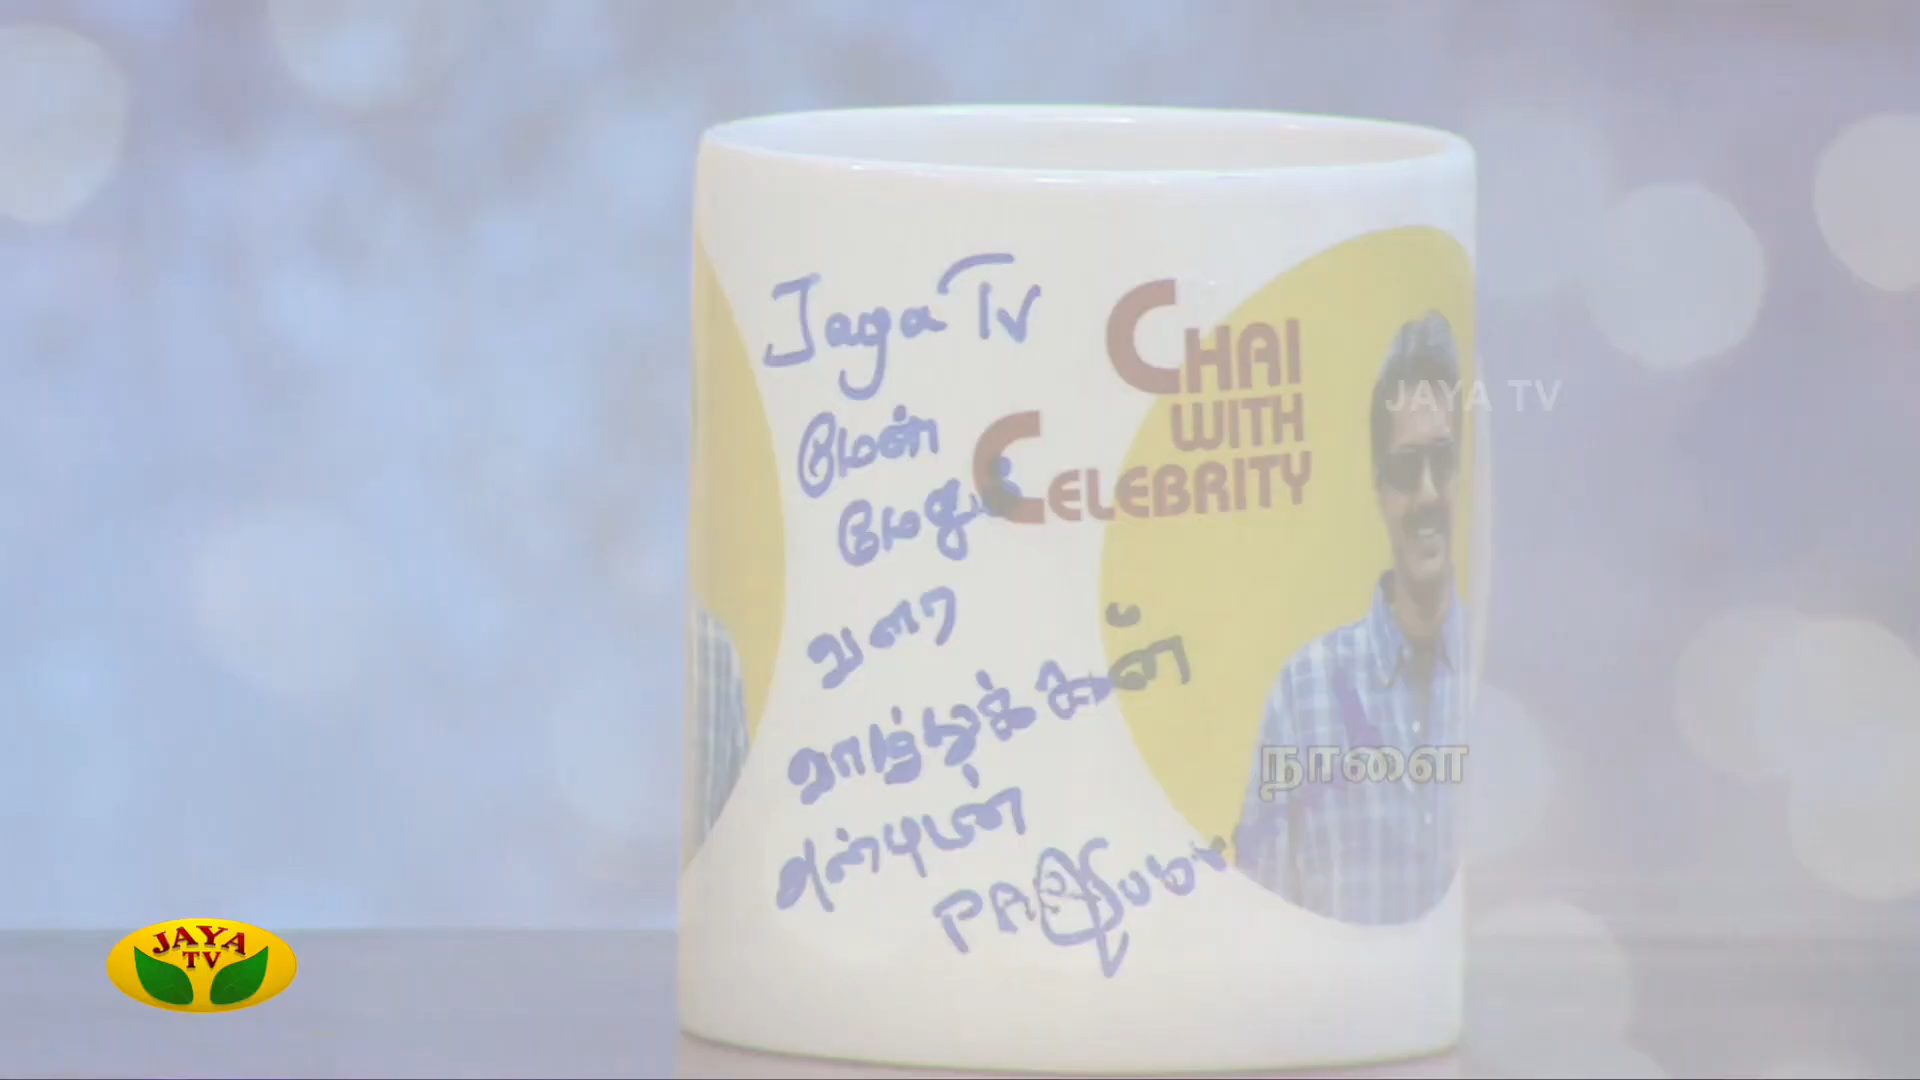 Jaya TV
மேன்
மேலும்
வளர
வாழ்த்துக்கள்
அன்புடன்
CHAI
WITH
CELEBRITY
JAYA TV
நாளை
JAYA
TV